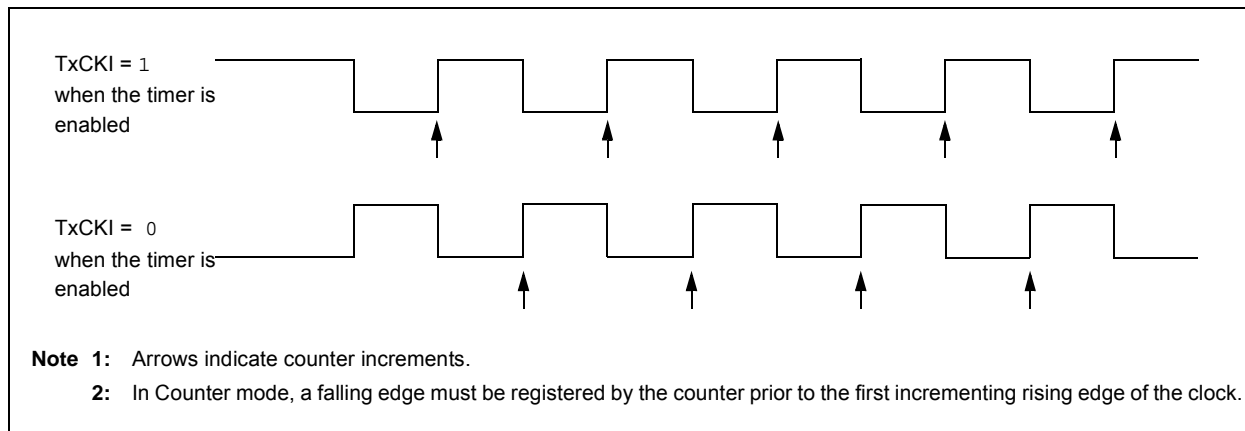 TxCKI = 1
when the timer is
enabled
TxCKI = 0
when the timer is
enabled
Note 1: Arrows indicate counter increments.
2: In Counter mode, a falling edge must be registered by the counter prior to the first incrementing rising edge of the clock.